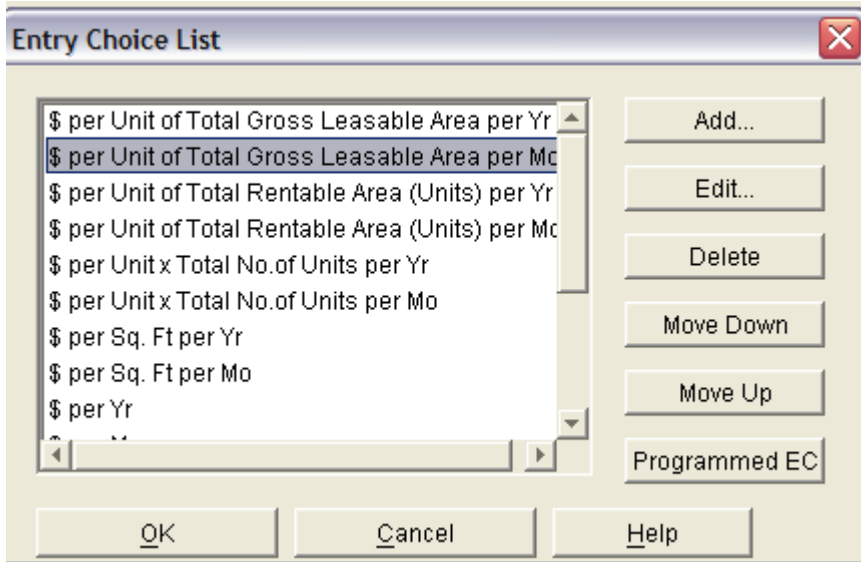 Entry Choice List
$ per Unit of Total Gross Leasable Area per Yr
$ per Unit of Total Gross Leasable Area per Mo
$ per Unit of Total Rentable Area (Units) per Yr
$ per Unit of Total Rentable Area (Units) per Mo
$ per Unit x Total No.of Units per Yr
$ per Unit x Total No.of Units per Mo
$ per Sq. Ft per Yr
$ per Sq. Ft per Mo
$ per Yr
Add...
Edit...
Delete
Move Down
Move Up
Programmed EC
OK
Cancel
Help